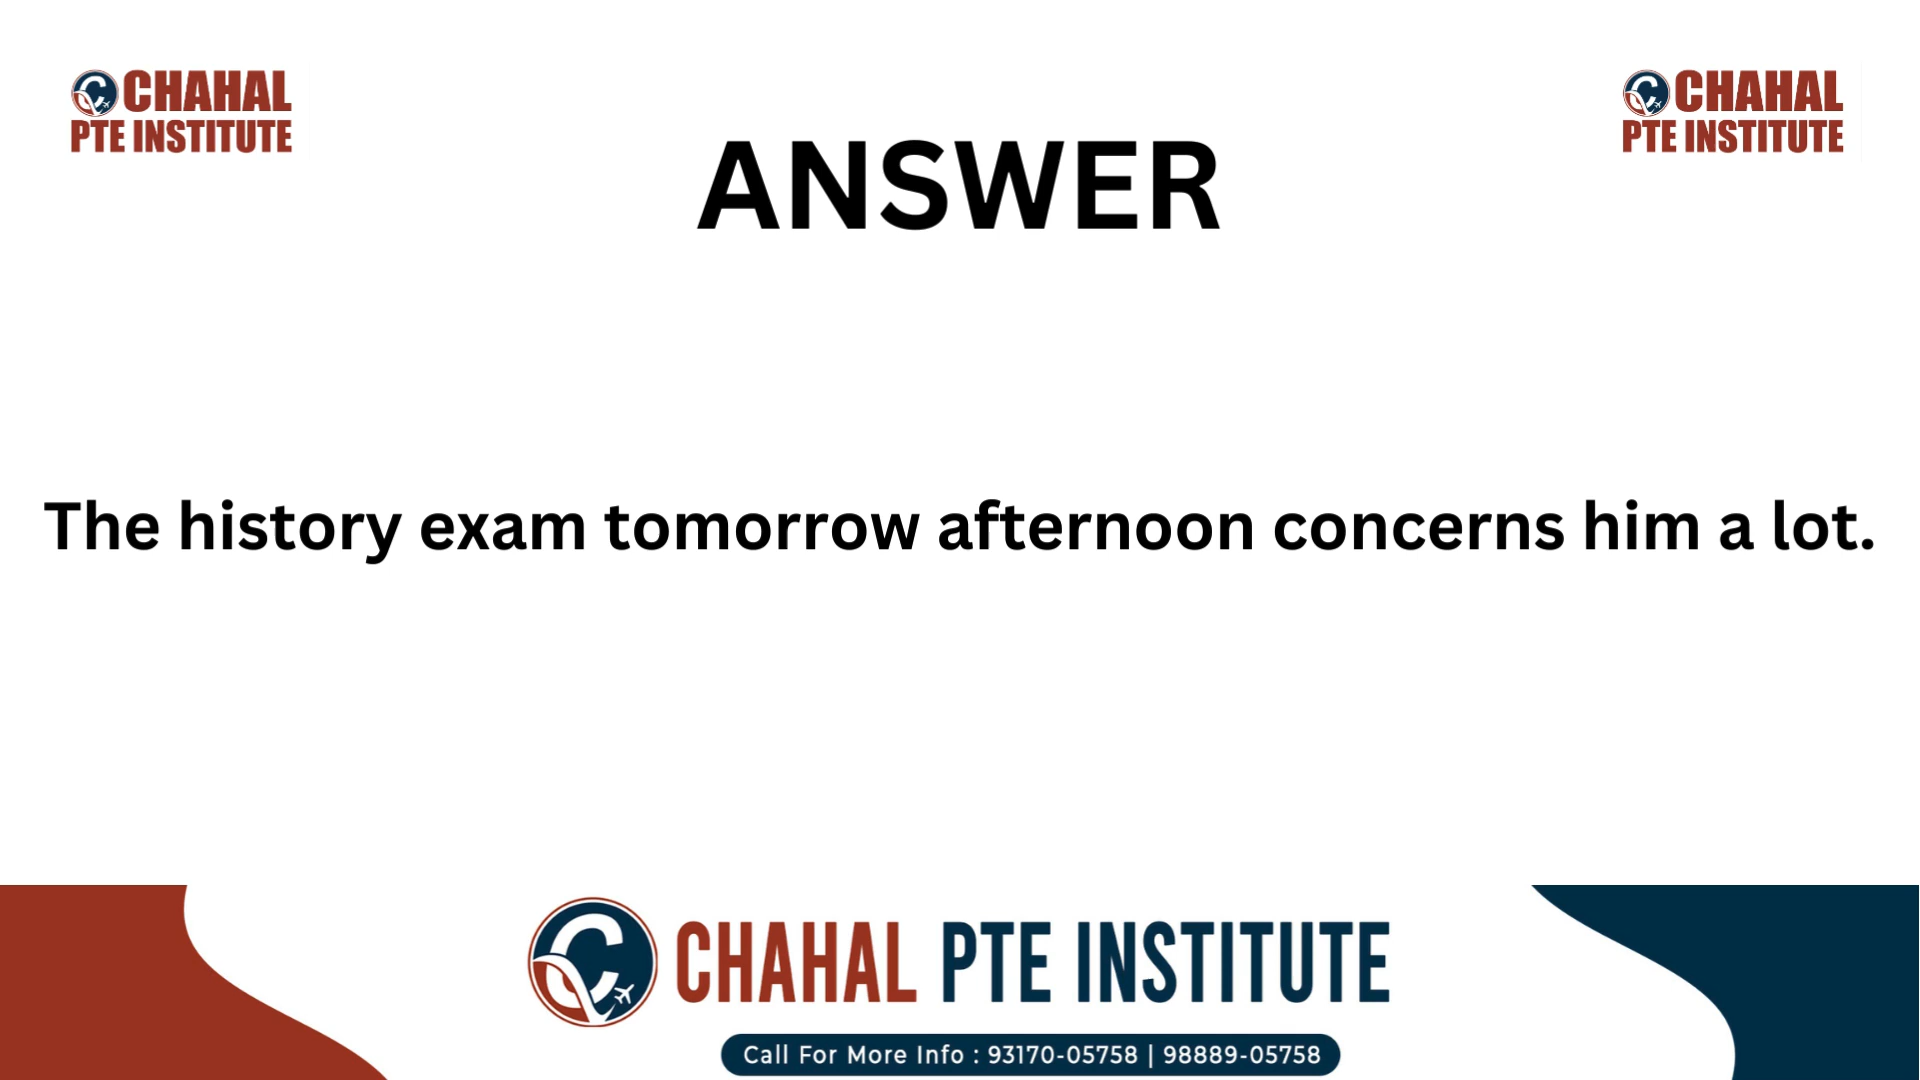 CHAHAL
PTE INSTITUTE
CHAHAL
PTE INSTITUTE
ANSWER
The history exam tomorrow afternoon concerns him a lot.
CHAHAL PTE INSTITUTE
Call For More Info : 93170-05758 | 98889-05758